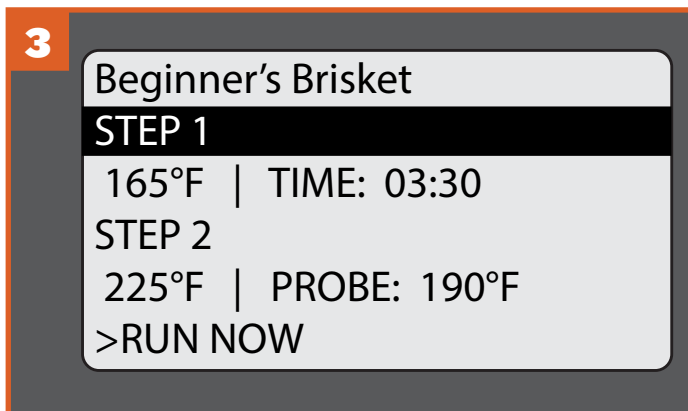 3
Beginner's Brisket
STEP 1
165°F | TIME: 03:30
STEP 2
225°F | PROBE: 190°F
>RUN NOW